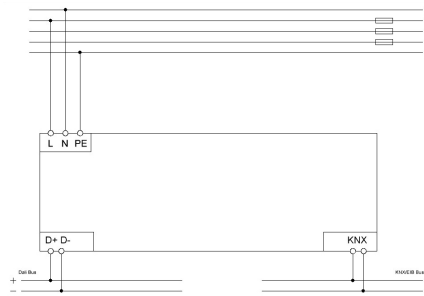 L N PE
D+ D-
KNX
Dali Bus
KNX/EIB Bus
+
−